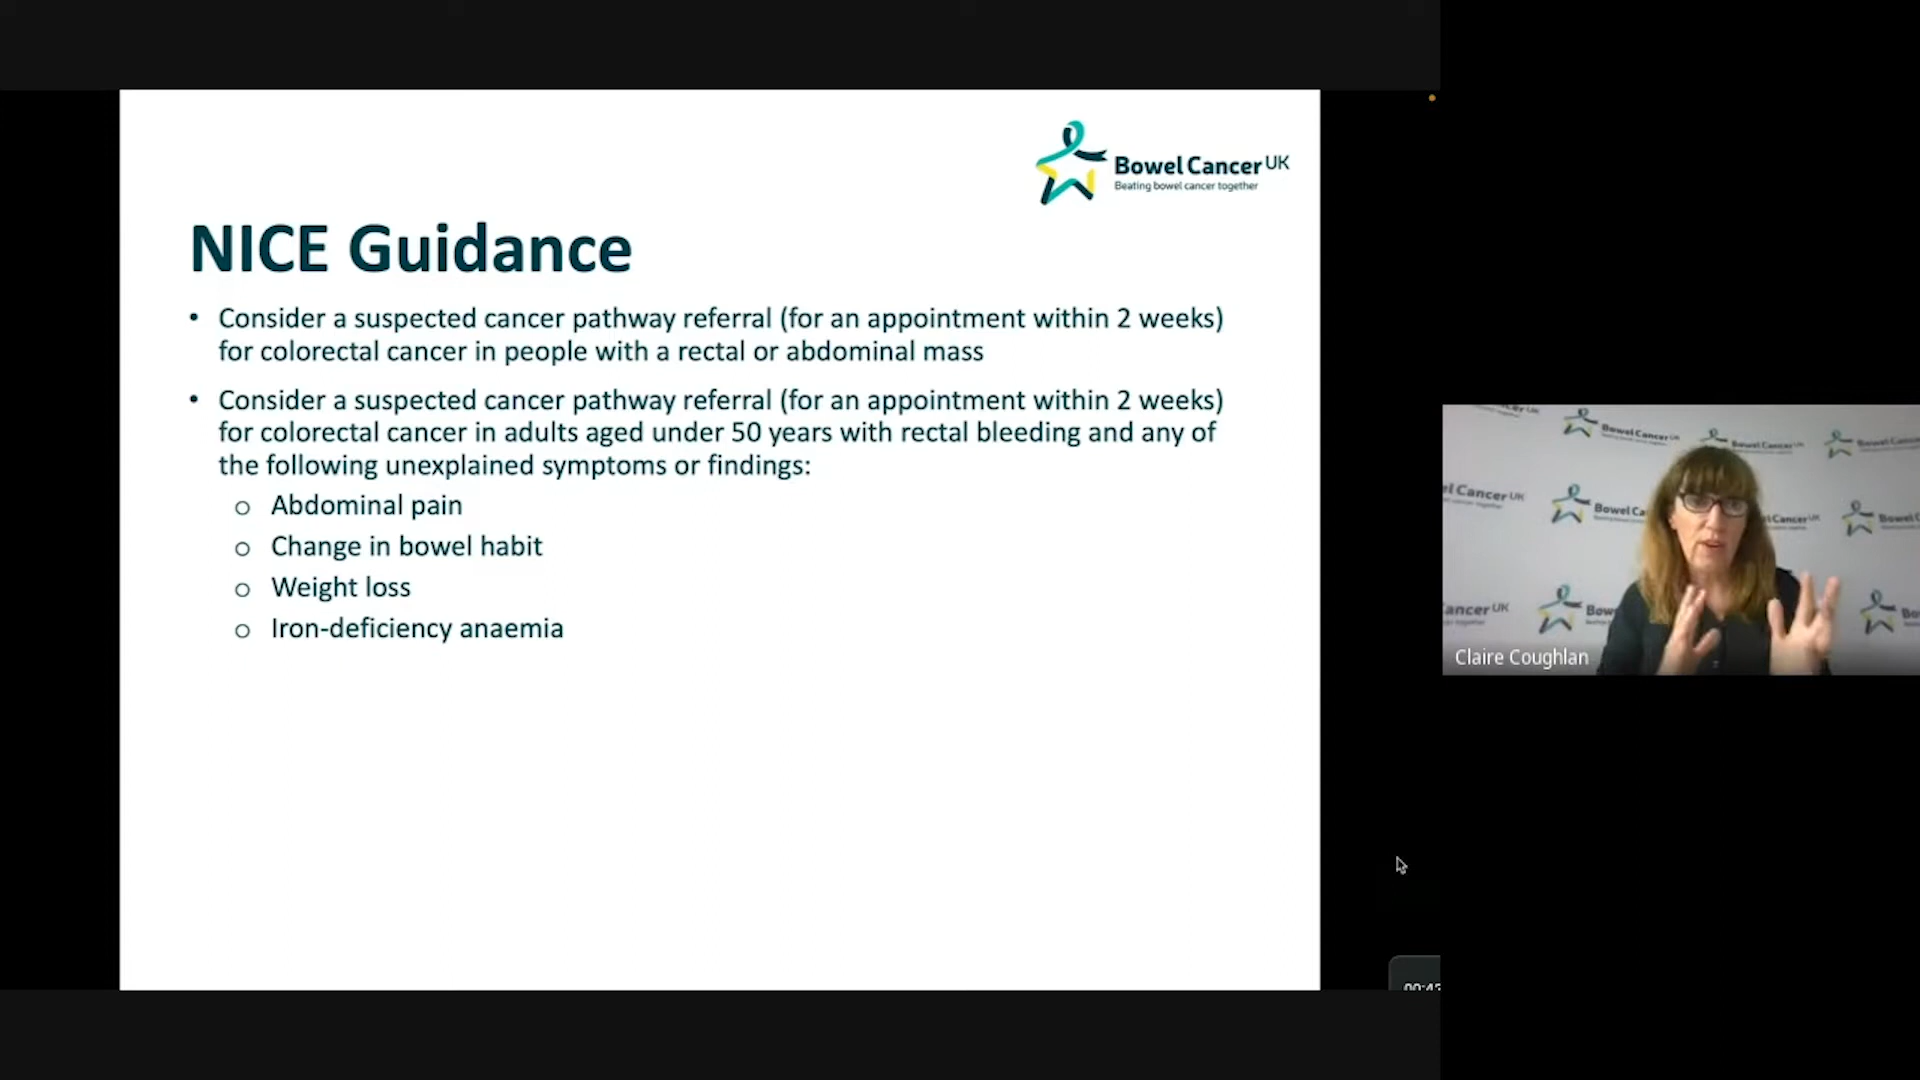 Bowel Cancer UK
Beating bowel cancer together
NICE Guidance
• Consider a suspected cancer pathway referral (for an appointment within 2 weeks)
for colorectal cancer in people with a rectal or abdominal mass
• Consider a suspected cancer pathway referral (for an appointment within 2 weeks)
for colorectal cancer in adults aged under 50 years with rectal bleeding and any of
the following unexplained symptoms or findings:
o Abdominal pain
o Change in bowel habit
o Weight loss
o Iron-deficiency anaemia
Claire Coughlan